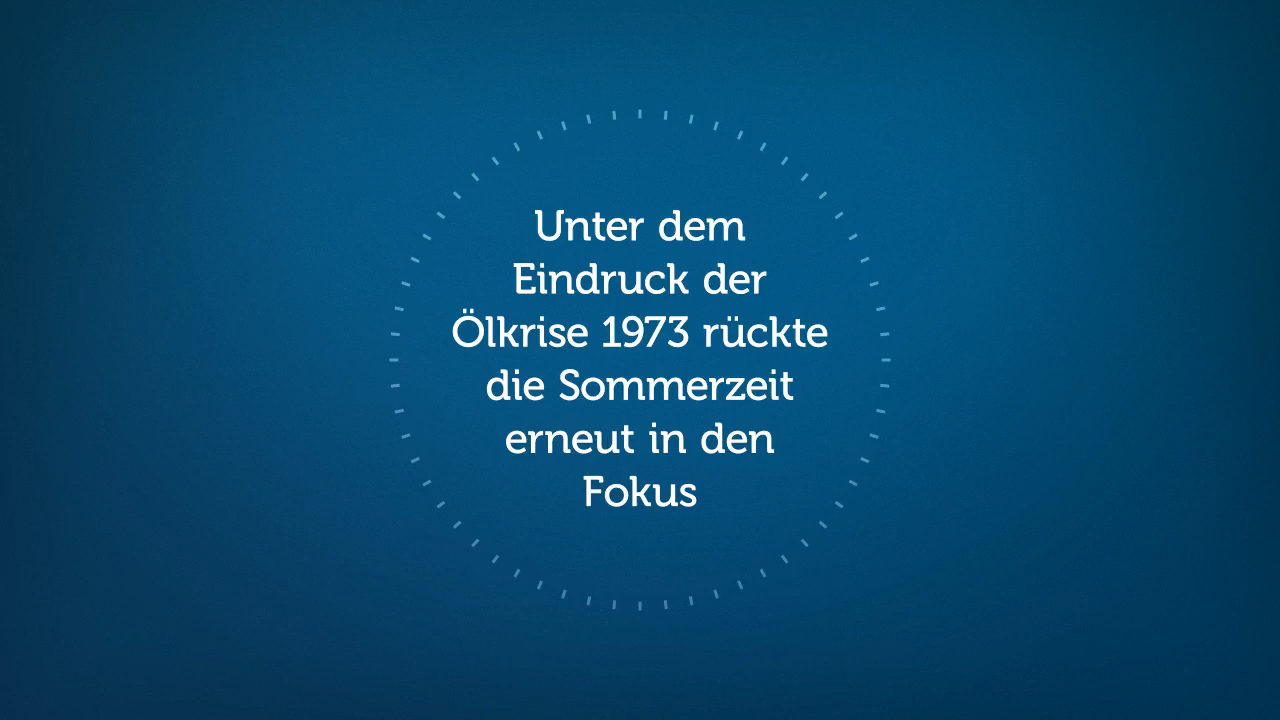 Unter dem
Eindruck der
Ölkrise 1973 rückte
die Sommerzeit
erneut in den
Fokus